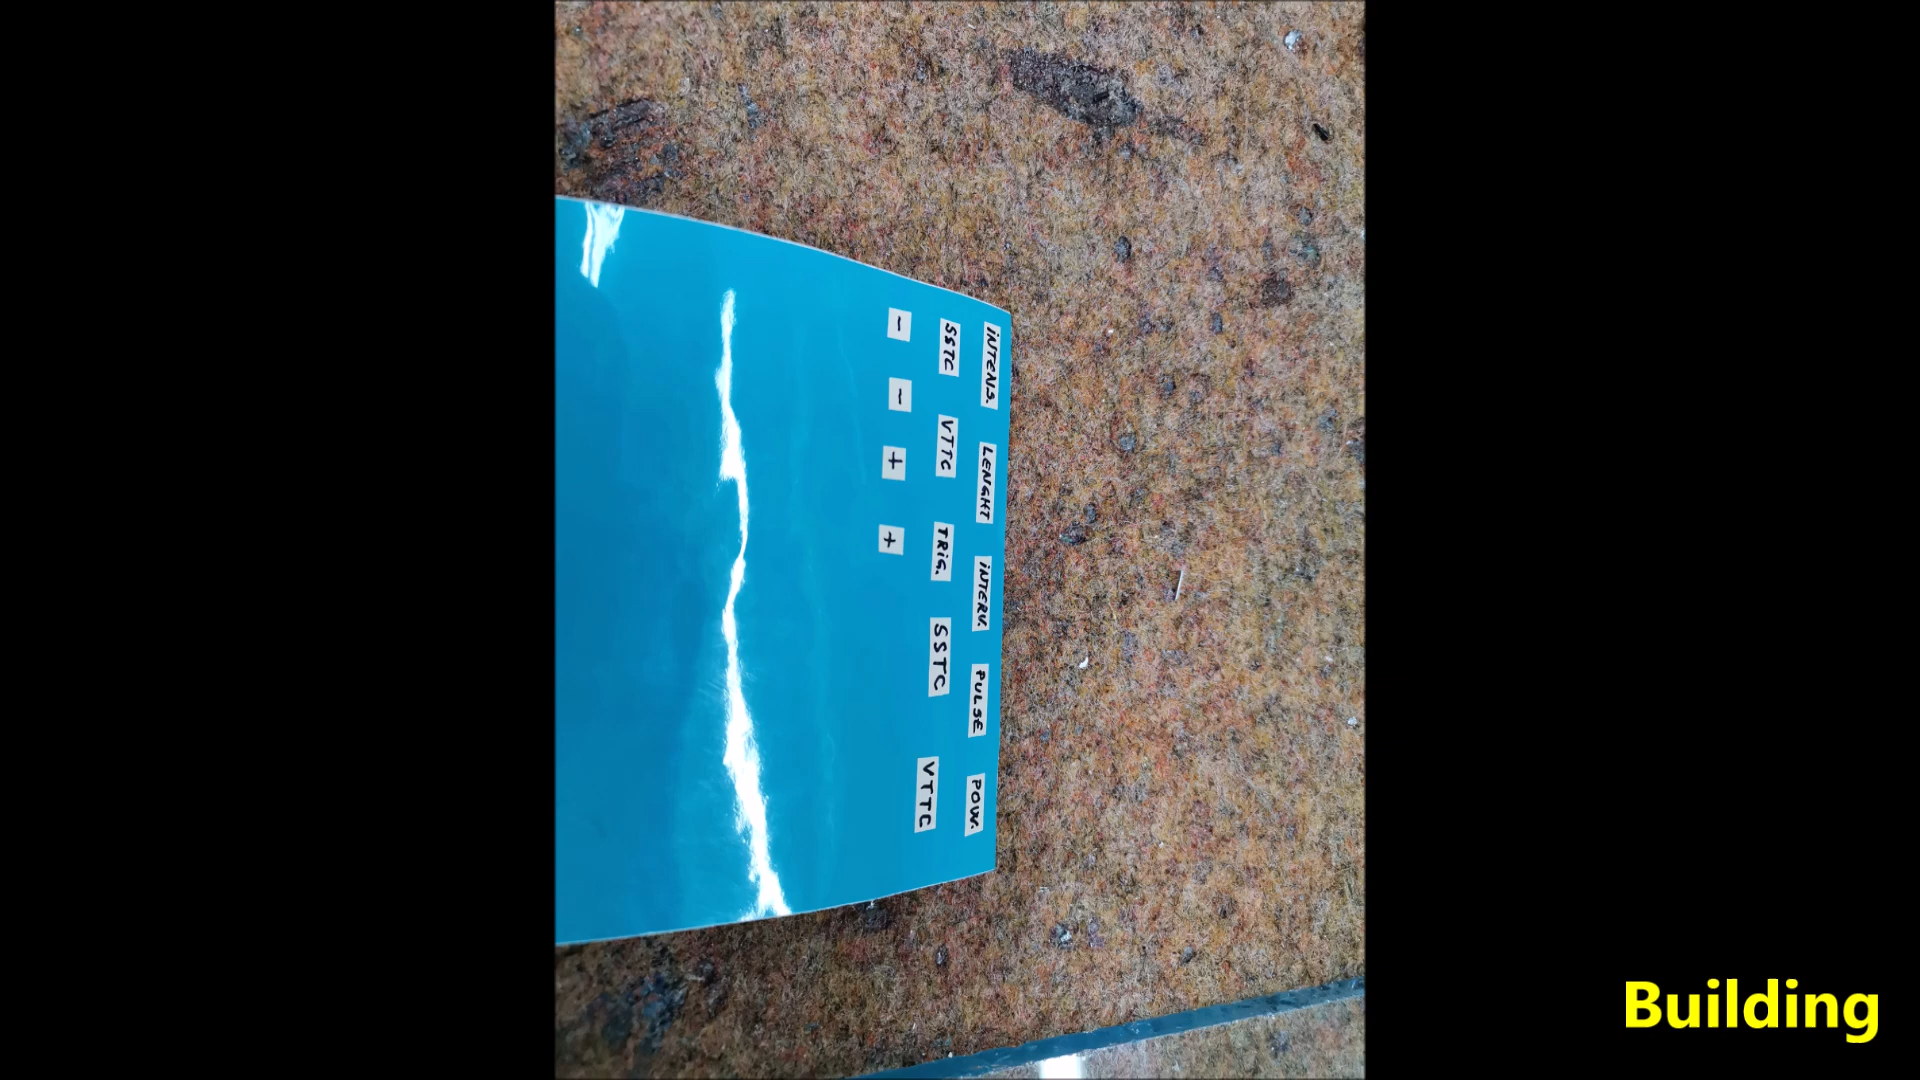 INTENS. LENGHT INTERV. PULSE POW.
SSTC VTTC TRIG. SSTC VTTC
- - + +
Building